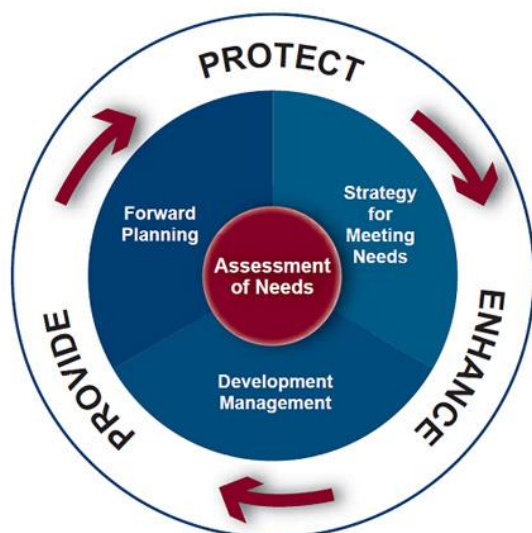 PROTECT
Forward
Planning
Strategy
for
Meeting
Needs
Assessment
of Needs
Development
Management
PROVIDE
ENHANCE